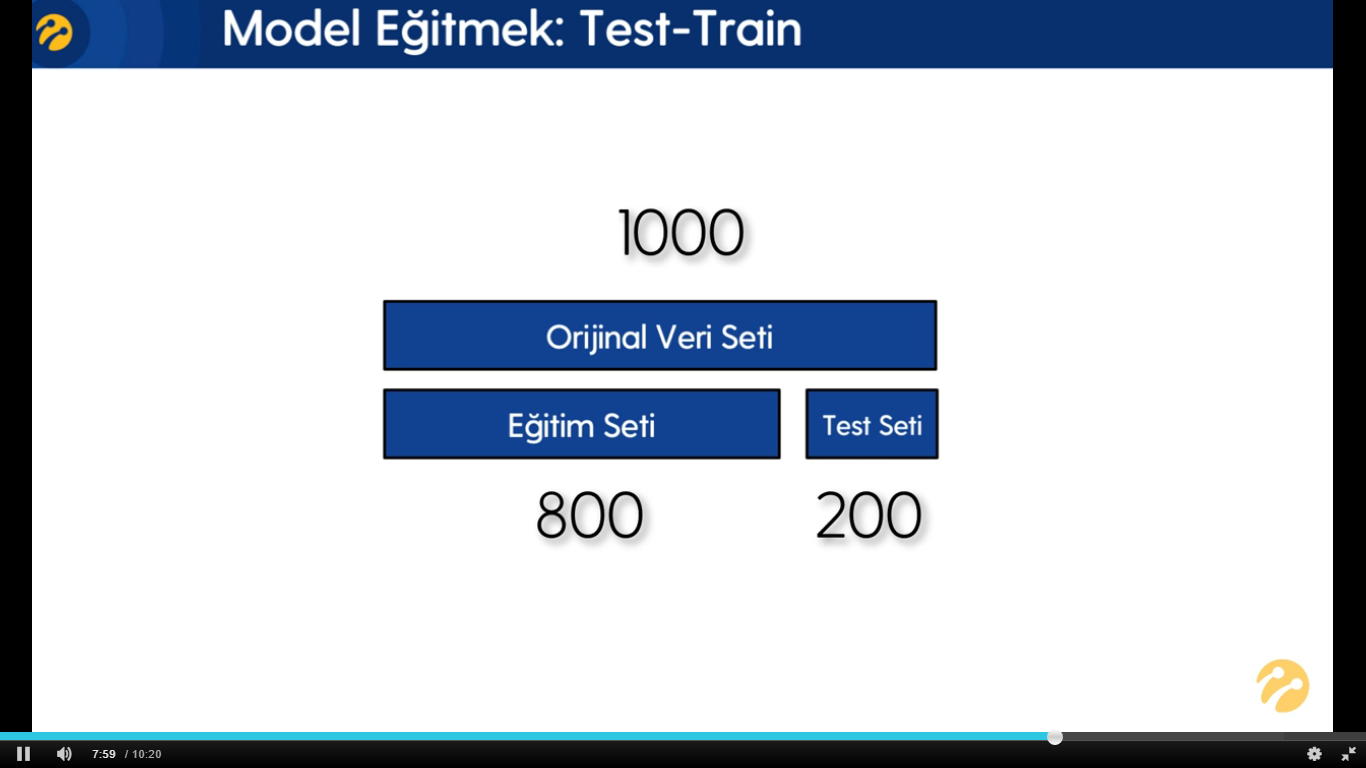 Model Eğitmek: Test-Train
1000
Orijinal Veri Seti
Eğitim Seti
Test Seti
800
200
7:59 / 10:20